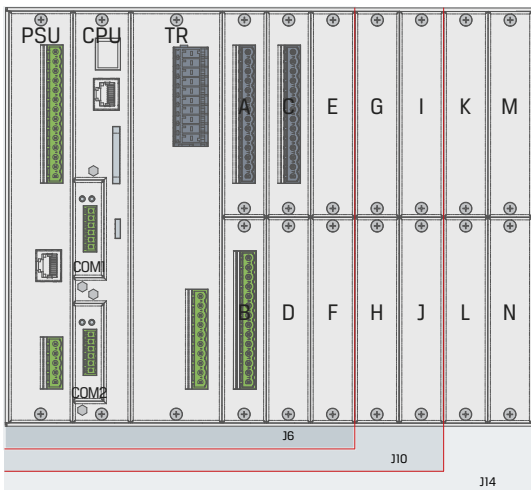 PSU CPU TR
A C E G I K M
COM1
B D F H J L N
COM2
J6
J10
J14